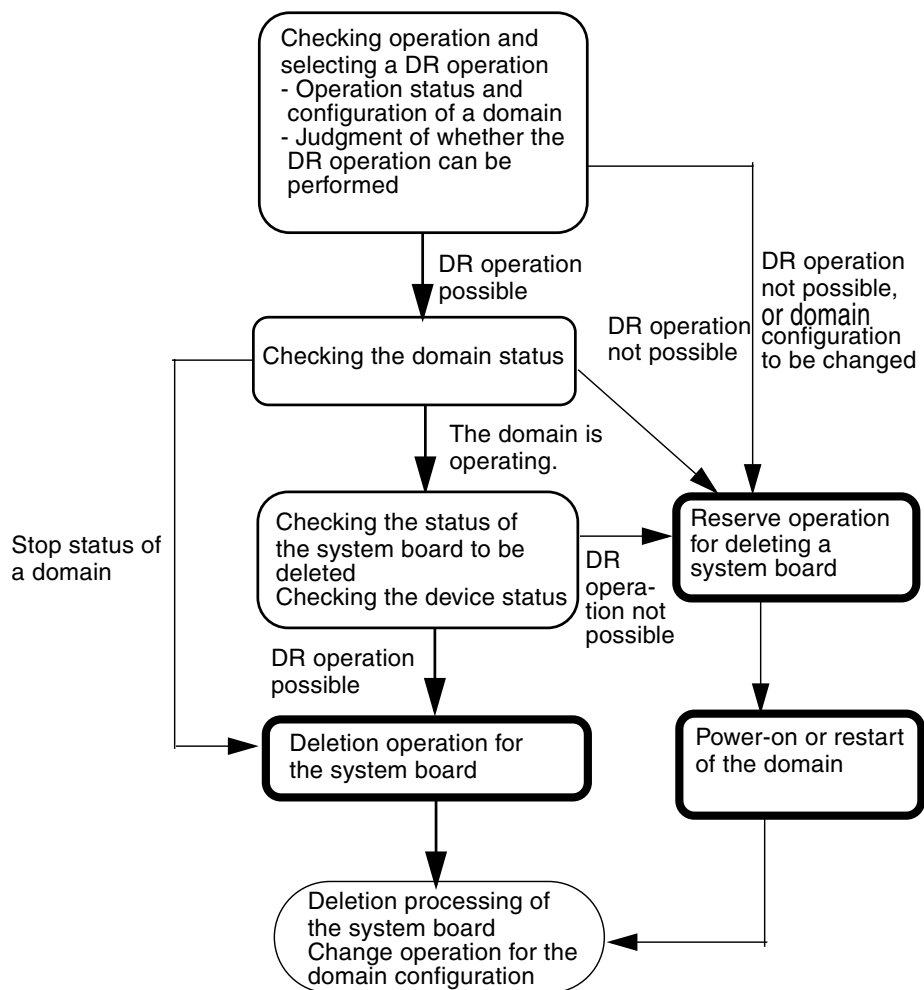 Checking operation and
selecting a DR operation
- Operation status and
configuration of a domain
- Judgment of whether the
DR operation can be
performed
DR operation
possible
DR operation
not possible
DR operation
not possible,
or domain
configuration
to be changed
Checking the domain status
The domain is
operating.
Stop status of
a domain
Checking the status of
the system board to be
deleted
Checking the device status
DR
opera-
tion not
possible
Reserve operation
for deleting a
system board
DR operation
possible
Deletion operation for
the system board
Power-on or restart
of the domain
Deletion processing of
the system board
Change operation for the
domain configuration